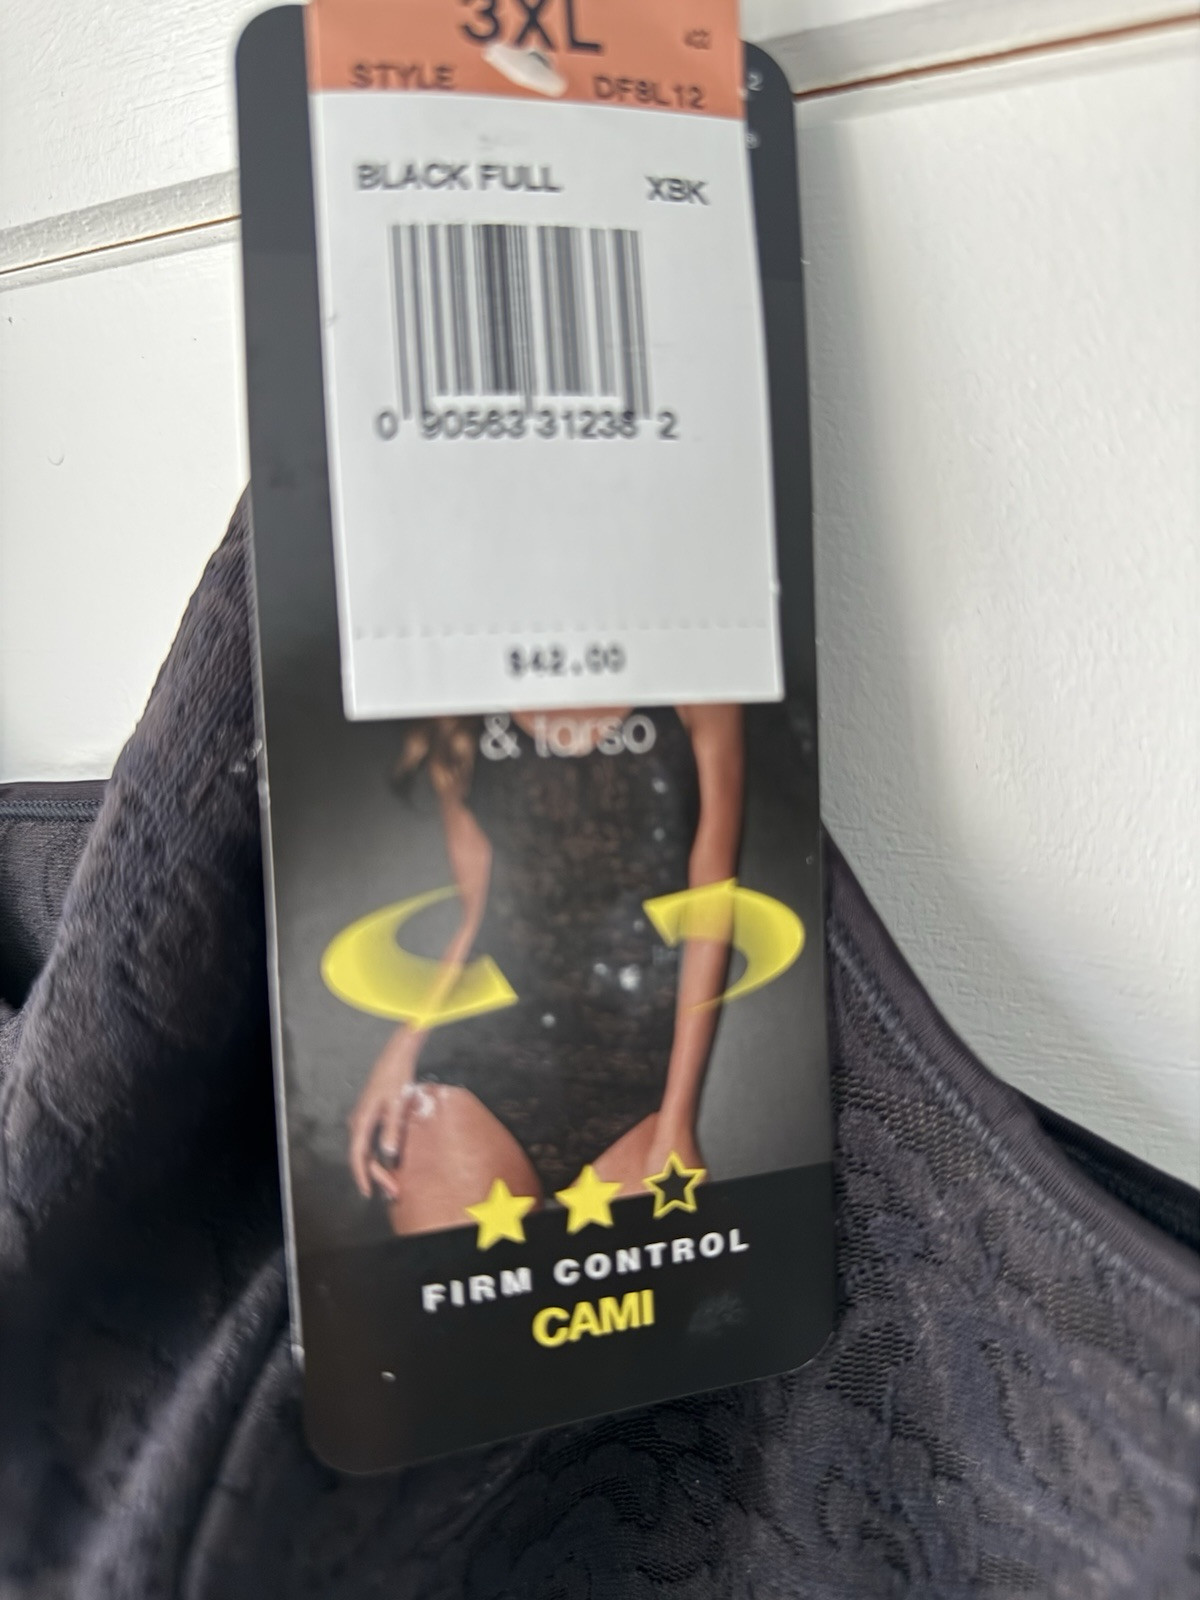 3XL
STYLE DF8L12
BLACK FULL XBK
0 90563 31238 2
$42.00
& torso
FIRM CONTROL
CAMI